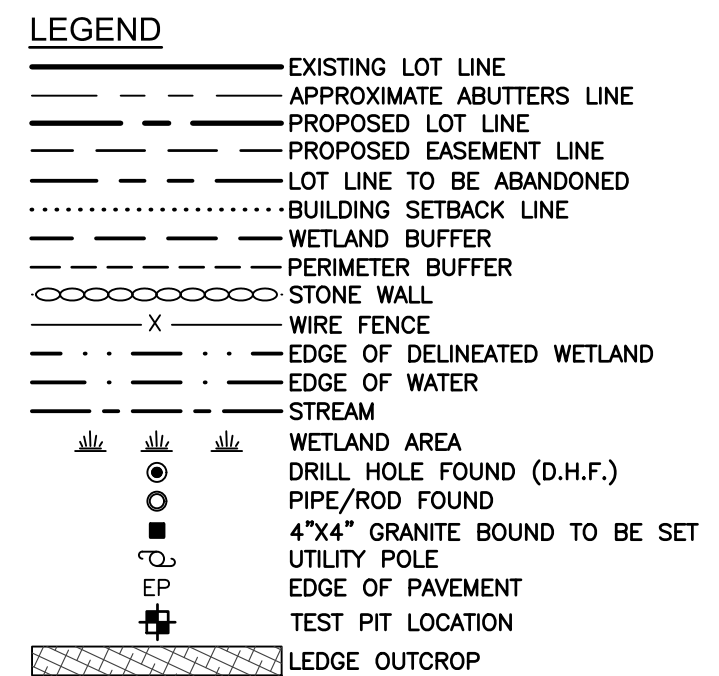 LEGEND
EXISTING LOT LINE
APPROXIMATE ABUTTERS LINE
PROPOSED LOT LINE
PROPOSED EASEMENT LINE
LOT LINE TO BE ABANDONED
BUILDING SETBACK LINE
WETLAND BUFFER
PERIMETER BUFFER
STONE WALL
X WIRE FENCE
EDGE OF DELINEATED WETLAND
EDGE OF WATER
STREAM
WETLAND AREA
DRILL HOLE FOUND (D.H.F.)
PIPE/ROD FOUND
4"X4" GRANITE BOUND TO BE SET
UTILITY POLE
EP EDGE OF PAVEMENT
TEST PIT LOCATION
LEDGE OUTCROP